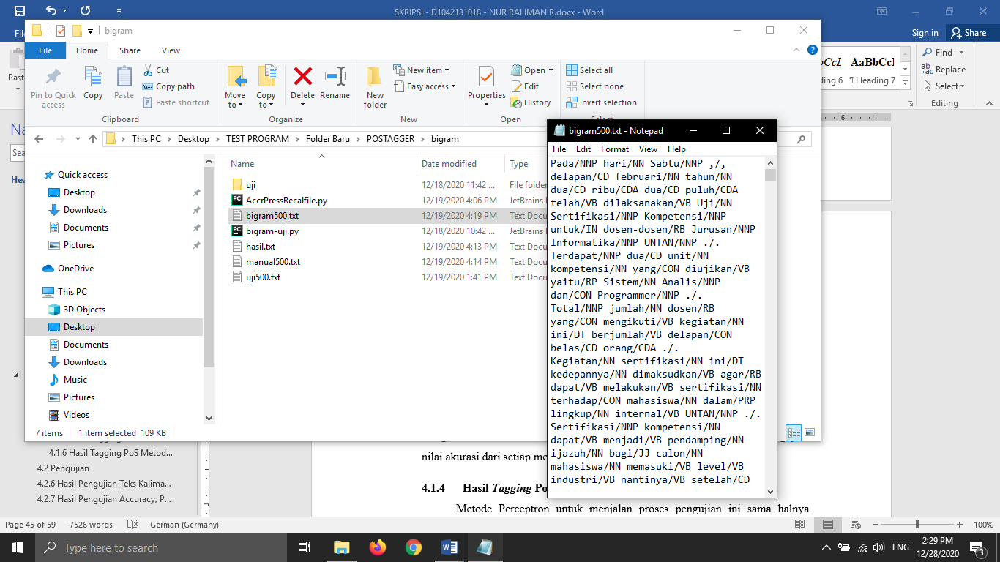 SKRIPSI - D1042131018 - NUR RAHMAN R.docx - Word
bigram
Sign in
Share
File
Home
Share
View
Pin to Quick access
Copy
Paste
Cut
Copy path
Paste shortcut
Clipboard
Move to
Copy to
Delete
Rename
Organize
New folder
New item
Easy access
New
Properties
Open
Edit
History
Open
Select all
Select none
Invert selection
Select
AaBbCcI
ding 6
¶ Heading 7
Find
Replace
Select
Editing
This PC
Desktop
TEST PROGRAM
Folder Baru
POSTAGGER
bigram
6
Quick access
Desktop
Downloads
Documents
Pictures
OneDrive
This PC
3D Objects
Desktop
Documents
Downloads
Music
Pictures
Videos
Name
Date modified
Type
uji
12/18/2020 11:42 ...
File folder
AccrPressRecalfile.py
12/19/2020 4:06 PM
JetBrains
bigram500.txt
12/19/2020 4:19 PM
Text Docu
bigram-uji.py
12/18/2020 10:42 ...
JetBrains
hasil.txt
12/19/2020 4:13 PM
Text Docu
manual500.txt
12/19/2020 4:14 PM
Text Docu
uji500.txt
12/19/2020 1:41 PM
Text Docu
7 items
1 item selected 109 KB
bigram500.txt - Notepad
File Edit Format View Help
Pada/NNP hari/NN Sabtu/NNP ,/,
delapan/CD februari/NN tahun/NN
dua/CD ribu/CDA dua/CD puluh/CDA
telah/VB dilaksanakan/VB Uji/NN
Sertifikasi/NNP Kompetensi/NNP
untuk/IN dosen-dosen/RB Jurusan/NNP
Informatika/NNP UNTAN/NNP ./.
Terdapat/NNP dua/CD unit/NN
kompetensi/NN yang/CON diujikan/VB
yaitu/RP Sistem/NN Analis/NNP
dan/CON Programmer/NNP ./.
Total/NNP jumlah/NN dosen/RB
yang/CON mengikuti/VB kegiatan/NN
ini/DT berjumlah/VB delapan/CON
belas/CD orang/CDA ./.
Kegiatan/NN sertifikasi/NN ini/DT
kedepannya/NN dimaksudkan/VB agar/RB
dapat/VB melakukan/VB sertifikasi/NN
terhadap/CON mahasiswa/NN dalam/PRP
lingkup/NN internal/VB UNTAN/NNP ./.
Sertifikasi/NNP kompetensi/NN
dapat/VB menjadi/VB pendamping/NN
ijazah/NN bagi/JJ calon/NN
mahasiswa/NN memasuki/VB level/VB
industri/VB nantinya/VB setelah/CD
4.1.6 Hasil Tagging PoS Metod...
4.2 Pengujian
4.2.6 Hasil Pengujian Teks Kalima...
4.2.7 Hasil Pengujian Accuracy, P...
nilai akurasi dari setiap me
4.1.4 Hasil Tagging Po
Metode Perceptron untuk menjalan proses pengujian ini sama halnya
Page 45 of 59
7526 words
German (Germany)
100%
Type here to search
ENG
2:29 PM
12/28/2020
3